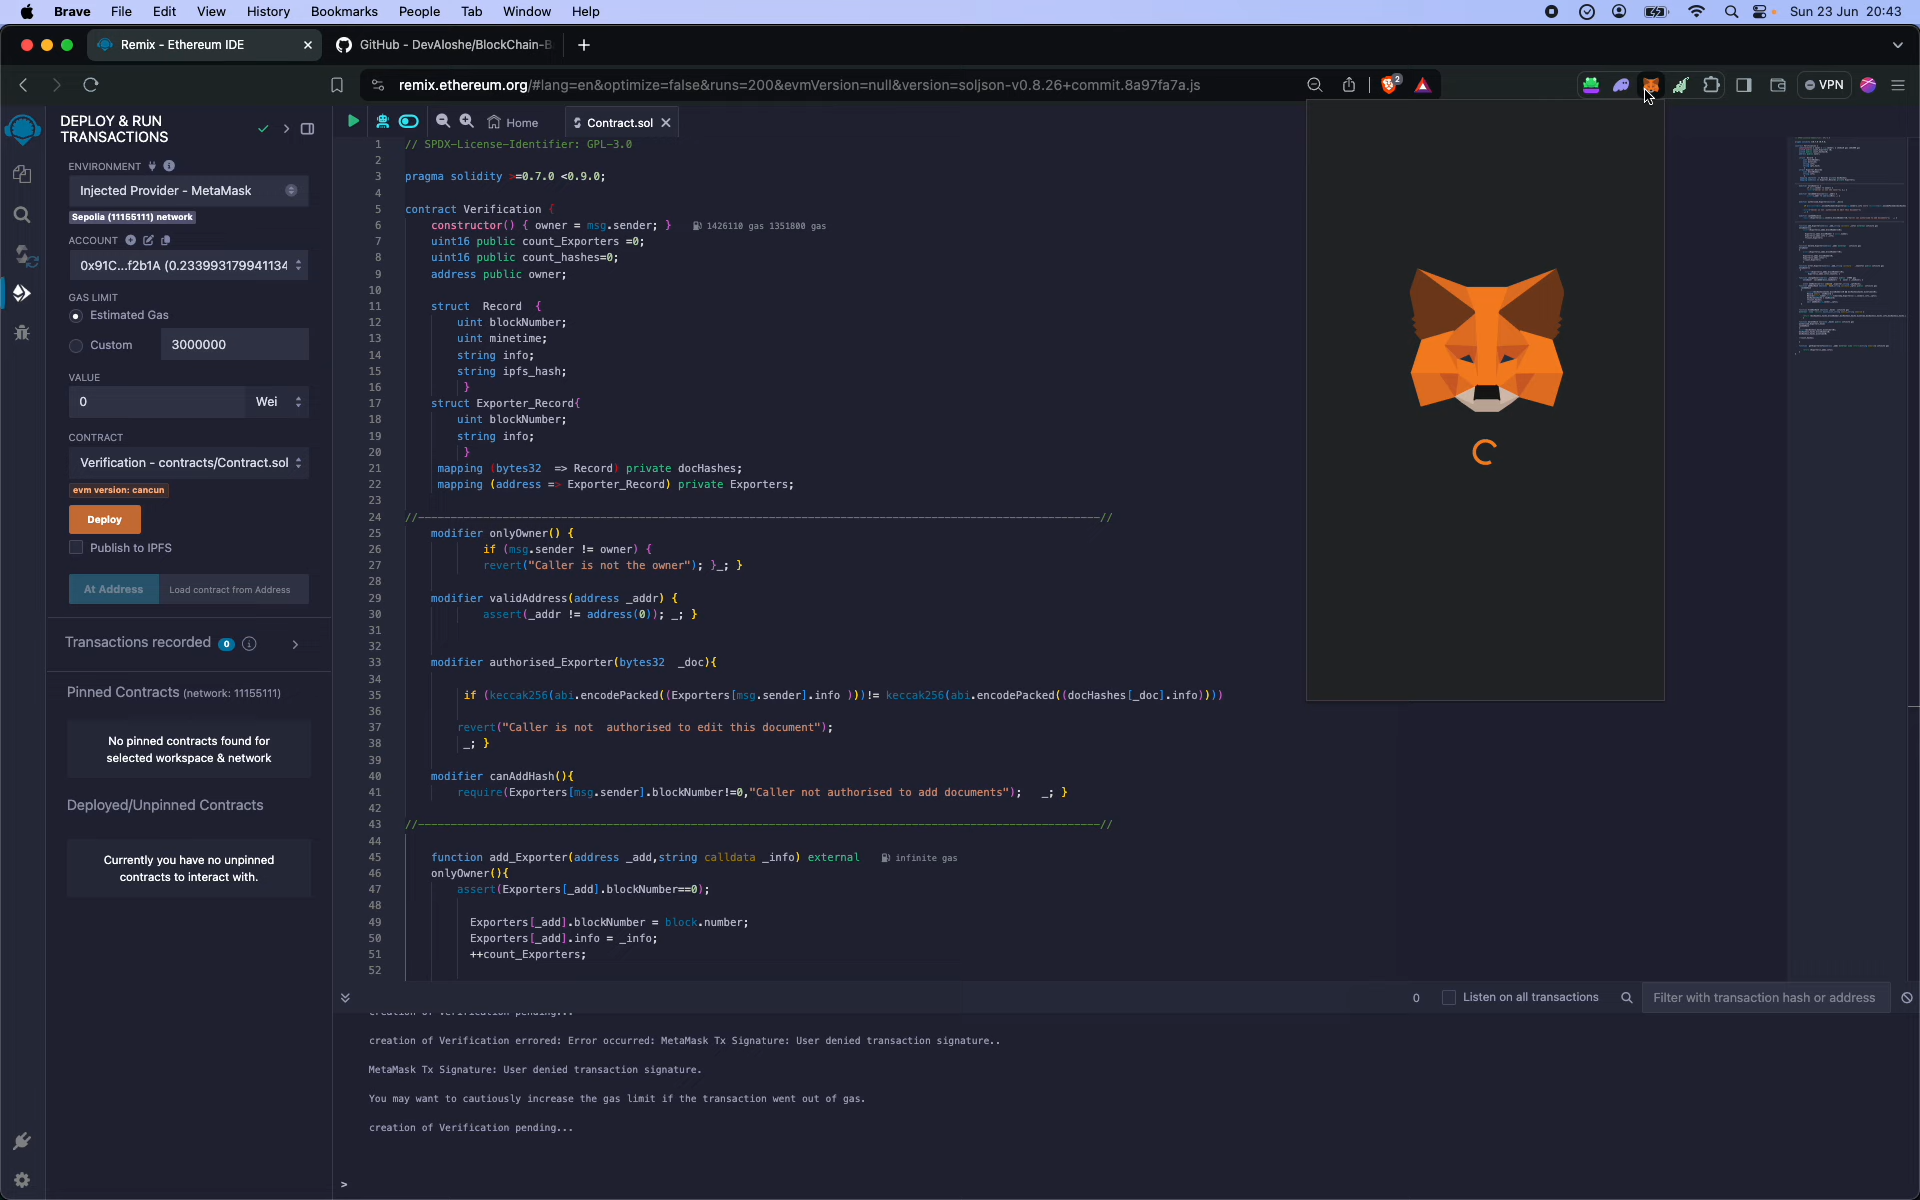 Brave File Edit View History Bookmarks People Tab Window Help Sun 23 Jun 20:43
Remix - Ethereum IDE GitHub - DevAloshe/BlockChain-B
remix.ethereum.org/#lang=en&optimize=false&runs=200&evmVersion=null&version=soljson-v0.8.26+commit.8a97fa7a.js 2 VPN
DEPLOY & RUN
TRANSACTIONS
ENVIRONMENT
Injected Provider - MetaMask
Sepolia (11155111) network
ACCOUNT
0x91C...f2b1A (0.233993179941134
GAS LIMIT
Estimated Gas
Custom 3000000
VALUE
0 Wei
CONTRACT
Verification - contracts/Contract.sol
evm version: cancun
Deploy
Publish to IPFS
At Address Load contract from Address
Transactions recorded 0 i
Pinned Contracts (network: 11155111)
No pinned contracts found for
selected workspace & network
Deployed/Unpinned Contracts
Currently you have no unpinned
contracts to interact with.
Home Contract.sol
1 // SPDX-License-Identifier: GPL-3.0
2
3 pragma solidity >=0.7.0 <0.9.0;
4
5 contract Verification {
6 constructor() { owner = msg.sender; } 1426110 gas 1351800 gas
7 uint16 public count_Exporters =0;
8 uint16 public count_hashes=0;
9 address public owner;
10
11 struct Record {
12 uint blockNumber;
13 uint minetime;
14 string info;
15 string ipfs_hash;
16 }
17 struct Exporter_Record{
18 uint blockNumber;
19 string info;
20 }
21 mapping (bytes32 => Record) private docHashes;
22 mapping (address => Exporter_Record) private Exporters;
23
24 //---------------------------------------------------------------------------------------------------------//
25 modifier onlyOwner() {
26 if (msg.sender != owner) {
27 revert("Caller is not the owner"); }_; }
28
29 modifier validAddress(address _addr) {
30 assert(_addr != address(0)); _; }
31
32
33 modifier authorised_Exporter(bytes32 _doc){
34
35 if (keccak256(abi.encodePacked((Exporters[msg.sender].info )))!= keccak256(abi.encodePacked((docHashes[_doc].info))))
36
37 revert("Caller is not authorised to edit this document");
38 _; }
39
40 modifier canAddHash(){
41 require(Exporters[msg.sender].blockNumber!=0,"Caller not authorised to add documents"); _; }
42
43 //---------------------------------------------------------------------------------------------------------//
44
45 function add_Exporter(address _add,string calldata _info) external infinite gas
46 onlyOwner(){
47 assert(Exporters[_add].blockNumber==0);
48
49 Exporters[_add].blockNumber = block.number;
50 Exporters[_add].info = _info;
51 ++count_Exporters;
52
0 Listen on all transactions Filter with transaction hash or address
creation of Verification pending...
creation of Verification errored: Error occurred: MetaMask Tx Signature: User denied transaction signature..
MetaMask Tx Signature: User denied transaction signature.
You may want to cautiously increase the gas limit if the transaction went out of gas.
creation of Verification pending...
>